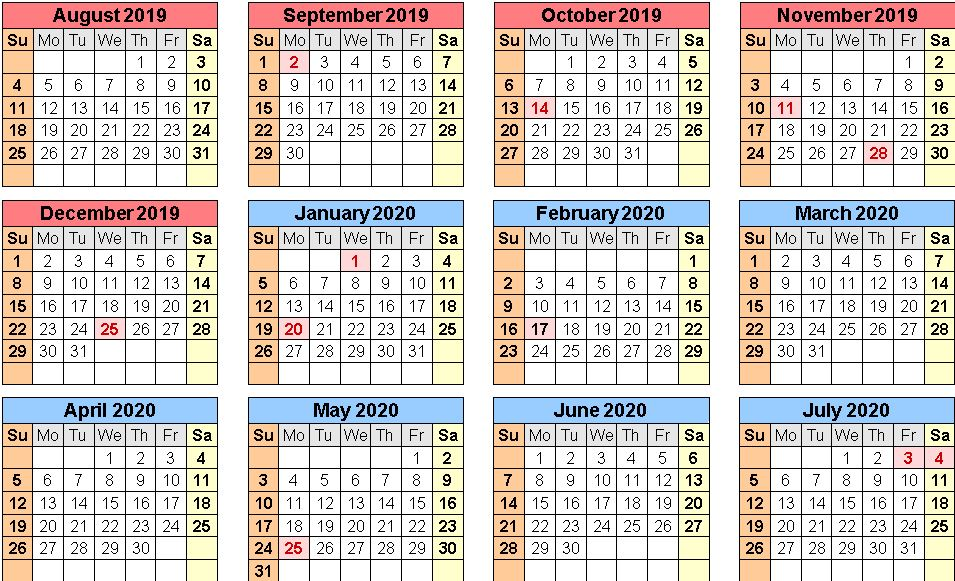 August 2019
Su Mo Tu We Th Fr Sa
1 2 3
4 5 6 7 8 9 10
11 12 13 14 15 16 17
18 19 20 21 22 23 24
25 26 27 28 29 30 31
September 2019
Su Mo Tu We Th Fr Sa
1 2 3 4 5 6 7
8 9 10 11 12 13 14
15 16 17 18 19 20 21
22 23 24 25 26 27 28
29 30
October 2019
Su Mo Tu We Th Fr Sa
1 2 3 4 5
6 7 8 9 10 11 12
13 14 15 16 17 18 19
20 21 22 23 24 25 26
27 28 29 30 31
November 2019
Su Mo Tu We Th Fr Sa
1 2
3 4 5 6 7 8 9
10 11 12 13 14 15 16
17 18 19 20 21 22 23
24 25 26 27 28 29 30
December 2019
Su Mo Tu We Th Fr Sa
1 2 3 4 5 6 7
8 9 10 11 12 13 14
15 16 17 18 19 20 21
22 23 24 25 26 27 28
29 30 31
January 2020
Su Mo Tu We Th Fr Sa
1 2 3 4
5 6 7 8 9 10 11
12 13 14 15 16 17 18
19 20 21 22 23 24 25
26 27 28 29 30 31
February 2020
Su Mo Tu We Th Fr Sa
1
2 3 4 5 6 7 8
9 10 11 12 13 14 15
16 17 18 19 20 21 22
23 24 25 26 27 28 29
March 2020
Su Mo Tu We Th Fr Sa
1 2 3 4 5 6 7
8 9 10 11 12 13 14
15 16 17 18 19 20 21
22 23 24 25 26 27 28
29 30 31
April 2020
Su Mo Tu We Th Fr Sa
1 2 3 4
5 6 7 8 9 10 11
12 13 14 15 16 17 18
19 20 21 22 23 24 25
26 27 28 29 30
May 2020
Su Mo Tu We Th Fr Sa
1 2
3 4 5 6 7 8 9
10 11 12 13 14 15 16
17 18 19 20 21 22 23
24 25 26 27 28 29 30
31
June 2020
Su Mo Tu We Th Fr Sa
1 2 3 4 5 6
7 8 9 10 11 12 13
14 15 16 17 18 19 20
21 22 23 24 25 26 27
28 29 30
July 2020
Su Mo Tu We Th Fr Sa
1 2 3 4
5 6 7 8 9 10 11
12 13 14 15 16 17 18
19 20 21 22 23 24 25
26 27 28 29 30 31